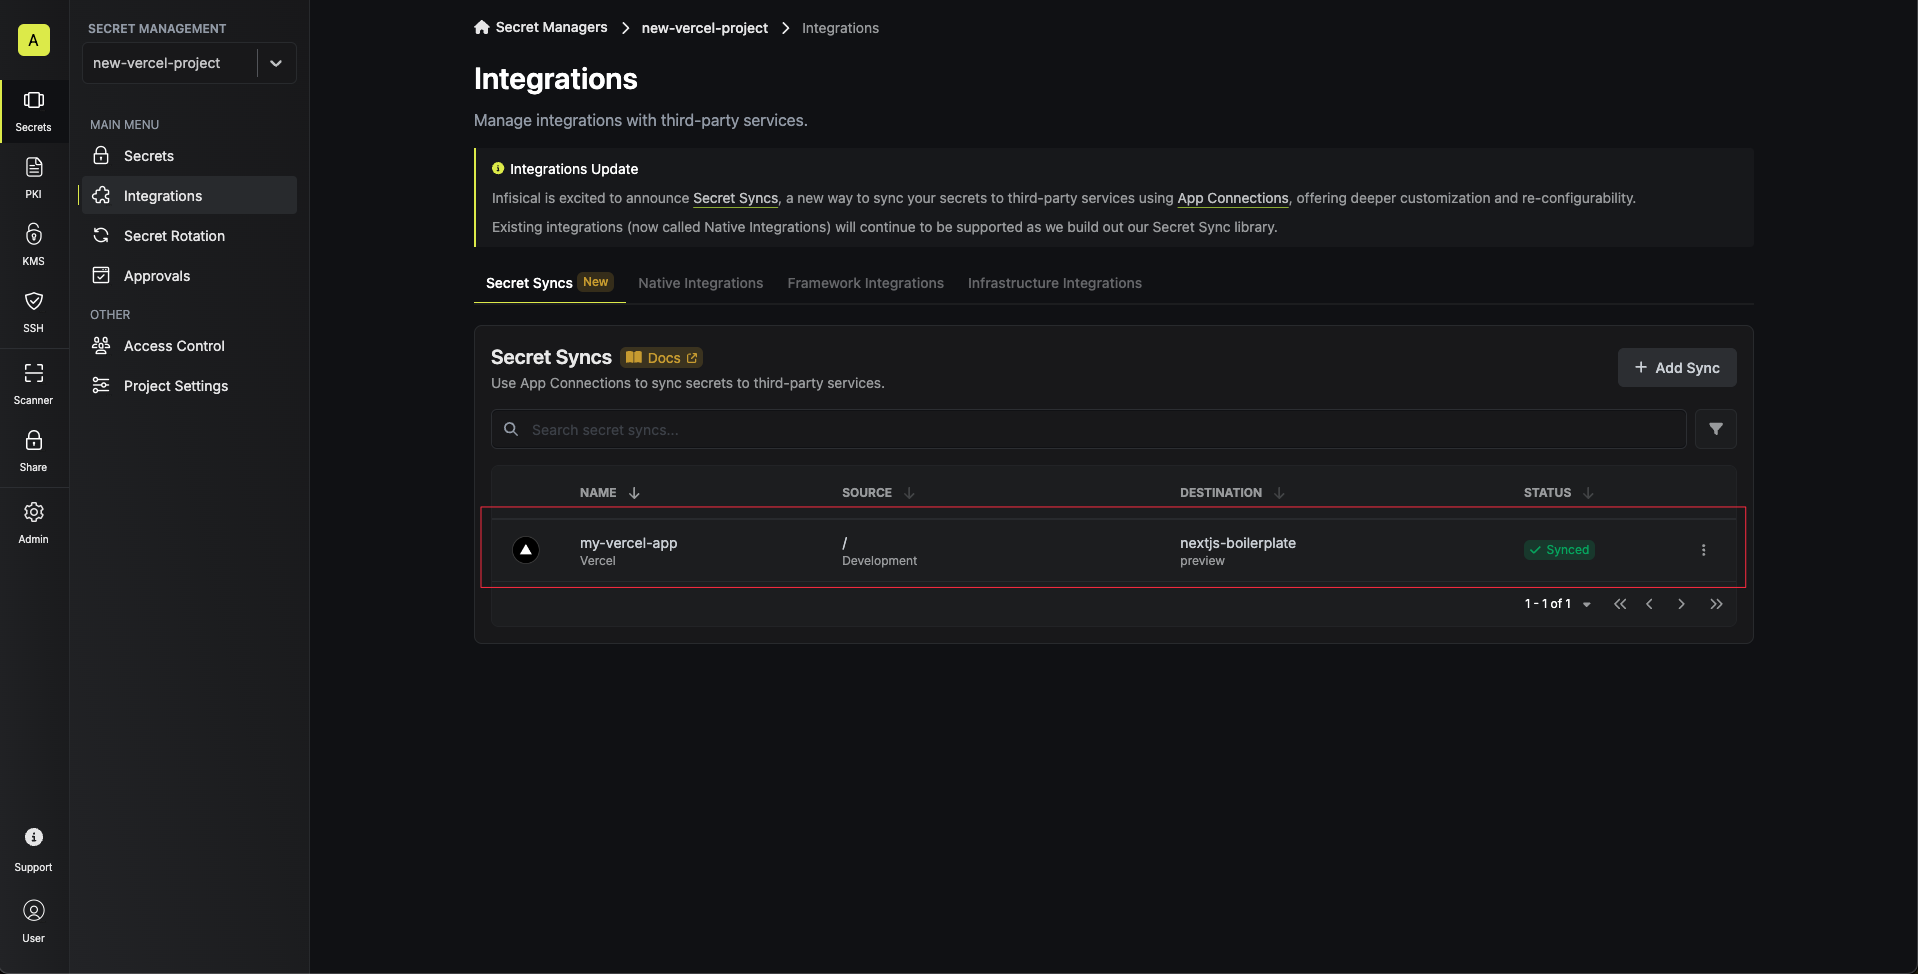 A
Secrets
PKI
KMS
SSH
Scanner
Share
Admin
Support
User
SECRET MANAGEMENT
new-vercel-project
MAIN MENU
Secrets
Integrations
Secret Rotation
Approvals
OTHER
Access Control
Project Settings
Secret Managers > new-vercel-project > Integrations
Integrations
Manage integrations with third-party services.
Integrations Update
Infisical is excited to announce Secret Syncs, a new way to sync your secrets to third-party services using App Connections, offering deeper customization and re-configurability.
Existing integrations (now called Native Integrations) will continue to be supported as we build out our Secret Sync library.
Secret Syncs New Native Integrations Framework Integrations Infrastructure Integrations
Secret Syncs Docs
Use App Connections to sync secrets to third-party services.
+ Add Sync
Search secret syncs...
NAME SOURCE DESTINATION STATUS
my-vercel-app / nextjs-boilerplate Synced
Vercel Development preview
1 - 1 of 1